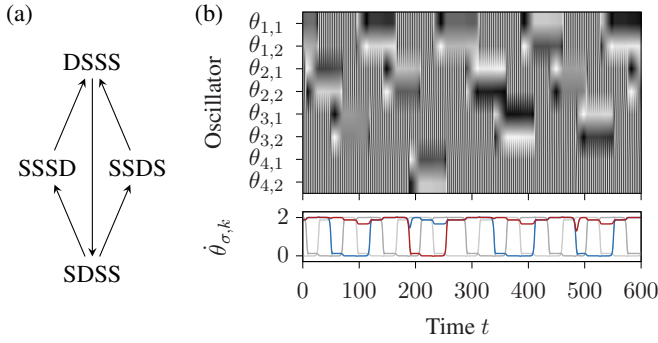 (a)
DSSS
SSSD SSDS
SDSS
(b)
Oscillator
θ1,1
θ1,2
θ2,1
θ2,2
θ3,1
θ3,2
θ4,1
θ4,2
θ̇σ,k
2
0
0 100 200 300 400 500 600
Time t